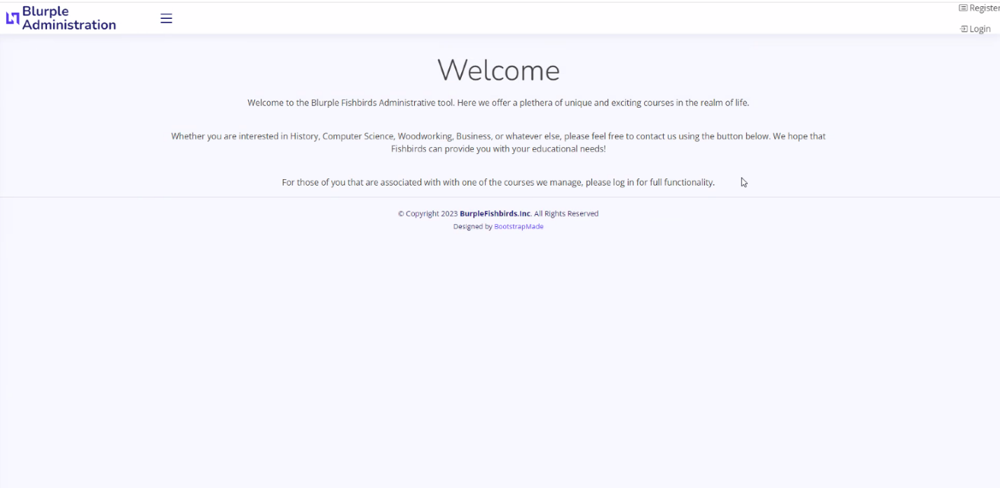 Blurple
Administration
Register
Login
Welcome
Welcome to the Blurple Fishbirds Administrative tool. Here we offer a plethera of unique and exciting courses in the realm of life.
Whether you are interested in History, Computer Science, Woodworking, Business, or whatever else, please feel free to contact us using the button below. We hope that
Fishbirds can provide you with your educational needs!
For those of you that are associated with with one of the courses we manage, please log in for full functionality.
© Copyright 2023 BurpleFishbirds.Inc. All Rights Reserved
Designed by BootstrapMade